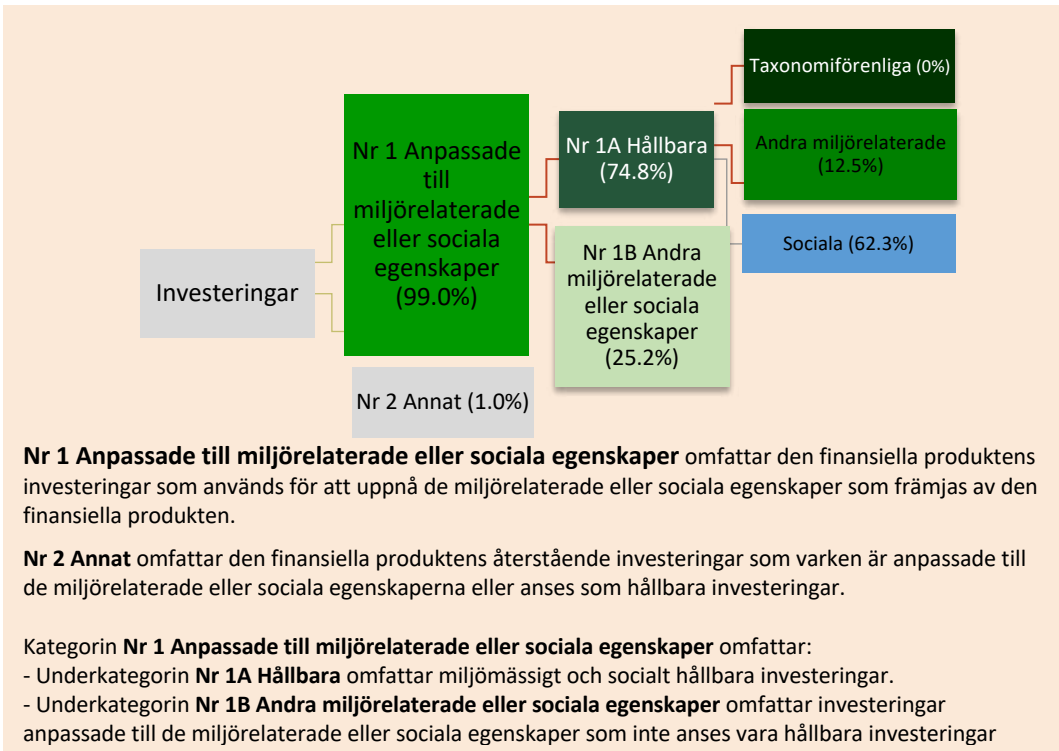 Investeringar
Nr 1 Anpassade
till
miljörelaterade
eller sociala
egenskaper
(99.0%)
Nr 2 Annat (1.0%)
Nr 1A Hållbara
(74.8%)
Nr 1B Andra
miljörelaterade
eller sociala
egenskaper
(25.2%)
Taxonomiförenliga (0%)
Andra miljörelaterade
(12.5%)
Sociala (62.3%)
Nr 1 Anpassade till miljörelaterade eller sociala egenskaper omfattar den finansiella produktens
investeringar som används för att uppnå de miljörelaterade eller sociala egenskaper som främjas av den
finansiella produkten.
Nr 2 Annat omfattar den finansiella produktens återstående investeringar som varken är anpassade till
de miljörelaterade eller sociala egenskaperna eller anses som hållbara investeringar.
Kategorin Nr 1 Anpassade till miljörelaterade eller sociala egenskaper omfattar:
- Underkategorin Nr 1A Hållbara omfattar miljömässigt och socialt hållbara investeringar.
- Underkategorin Nr 1B Andra miljörelaterade eller sociala egenskaper omfattar investeringar
anpassade till de miljörelaterade eller sociala egenskaper som inte anses vara hållbara investeringar